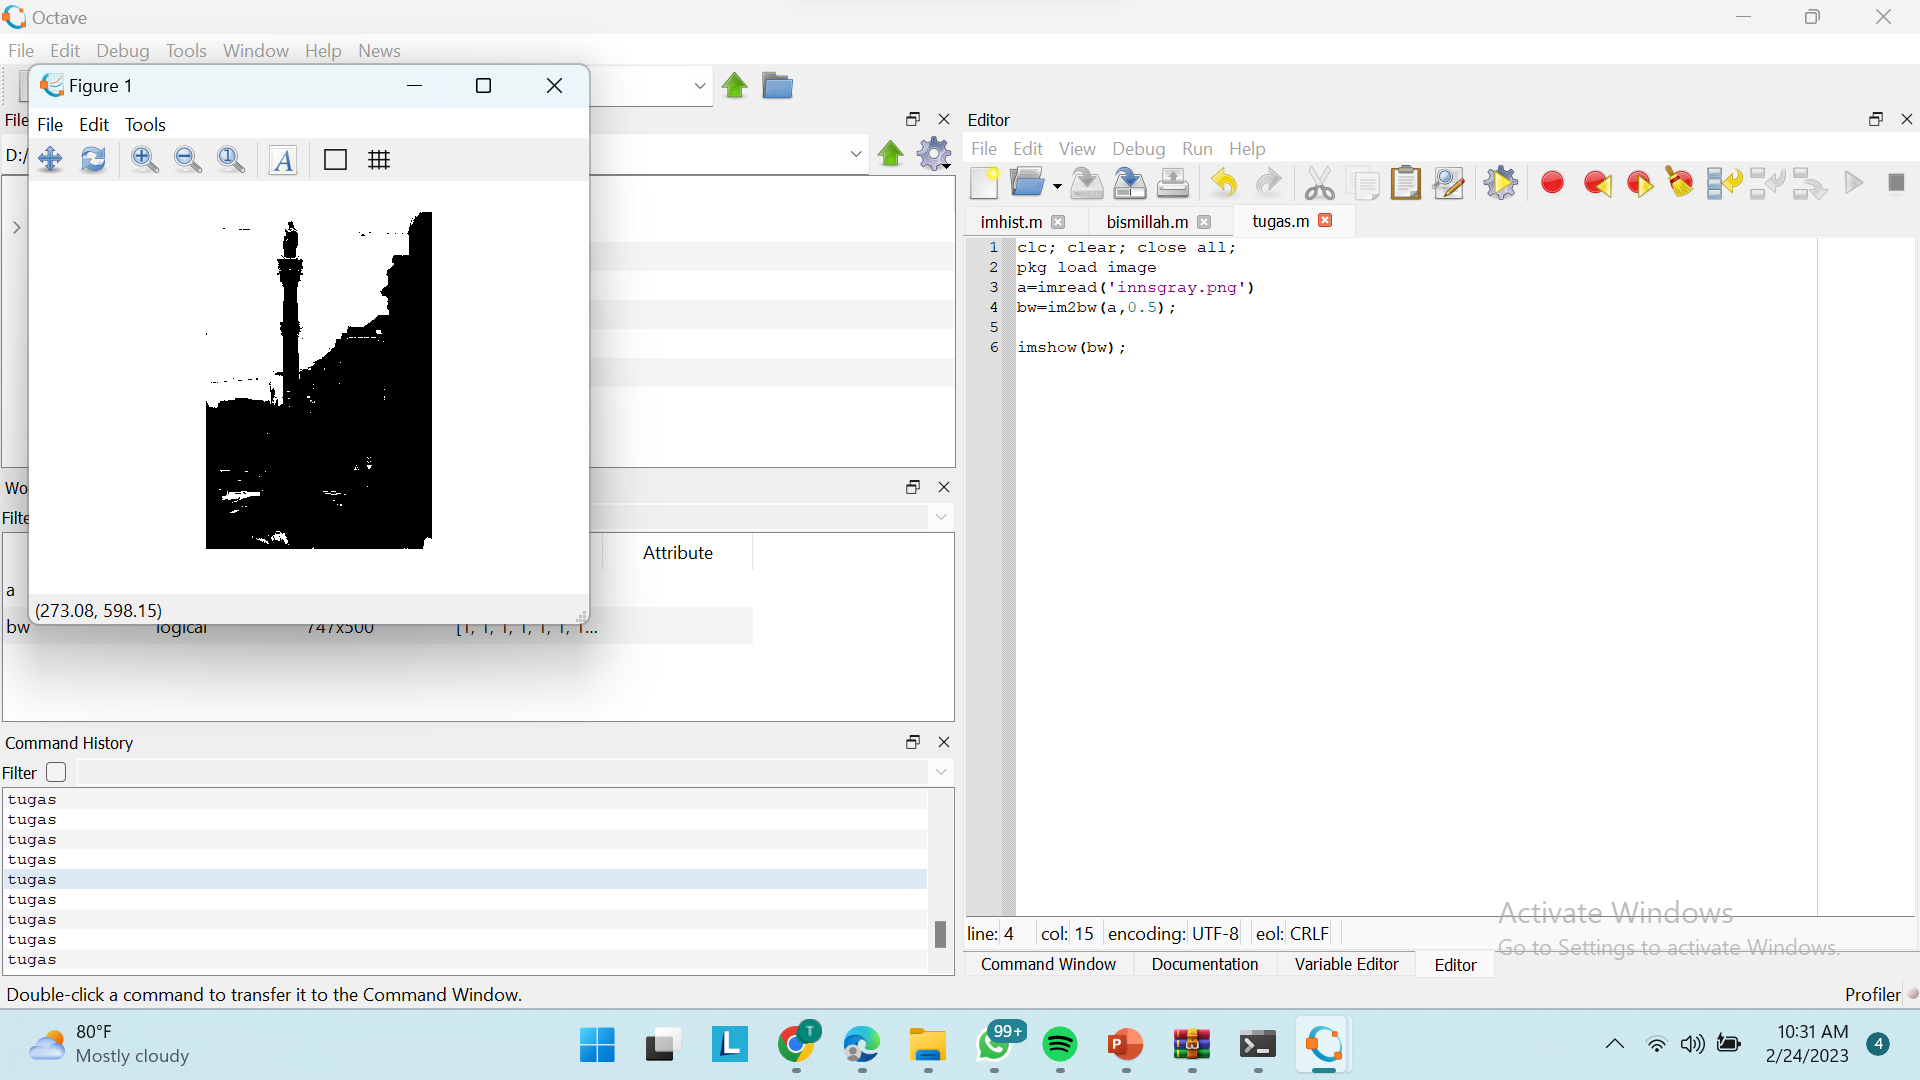 Octave
File Edit Debug Tools Window Help News
Figure 1
File Edit Tools
A
(273.08, 598.15)
File
D:/
Wo
Filte
Attribute
a
bw logical 747x500 [1, 1, 1, 1, 1, 1, 1...
Command History
Filter
tugas
tugas
tugas
tugas
tugas
tugas
tugas
tugas
tugas
Double-click a command to transfer it to the Command Window.
Editor
File Edit View Debug Run Help
imhist.m bismillah.m tugas.m
1 clc; clear; close all;
2 pkg load image
3 a=imread('innsgray.png')
4 bw=im2bw(a,0.5);
5
6 imshow(bw);
Activate Windows
Go to Settings to activate Windows.
line: 4 col: 15 encoding: UTF-8 eol: CRLF
Command Window Documentation Variable Editor Editor
Profiler
80°F
Mostly cloudy
L
T
99+
P
10:31 AM
2/24/2023
4